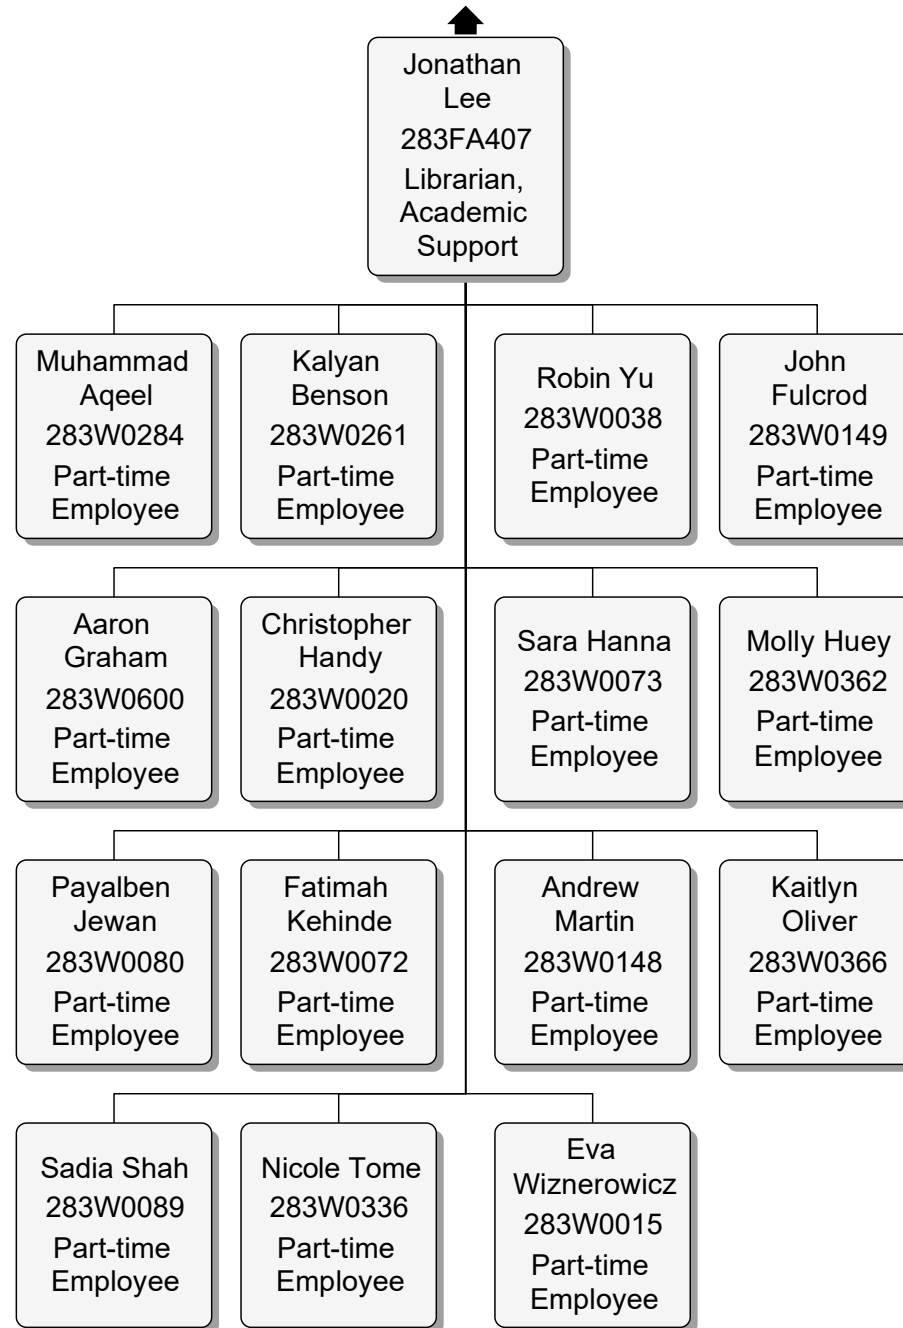 Jonathan
Lee
283FA407
Librarian,
Academic
Support
Muhammad
Aqeel
283W0284
Part-time
Employee
Kalyan
Benson
283W0261
Part-time
Employee
Robin Yu
283W0038
Part-time
Employee
John
Fulcrod
283W0149
Part-time
Employee
Aaron
Graham
283W0600
Part-time
Employee
Christopher
Handy
283W0020
Part-time
Employee
Sara Hanna
283W0073
Part-time
Employee
Molly Huey
283W0362
Part-time
Employee
Payalben
Jewan
283W0080
Part-time
Employee
Fatimah
Kehinde
283W0072
Part-time
Employee
Andrew
Martin
283W0148
Part-time
Employee
Kaitlyn
Oliver
283W0366
Part-time
Employee
Sadia Shah
283W0089
Part-time
Employee
Nicole Tome
283W0336
Part-time
Employee
Eva
Wiznerowicz
283W0015
Part-time
Employee